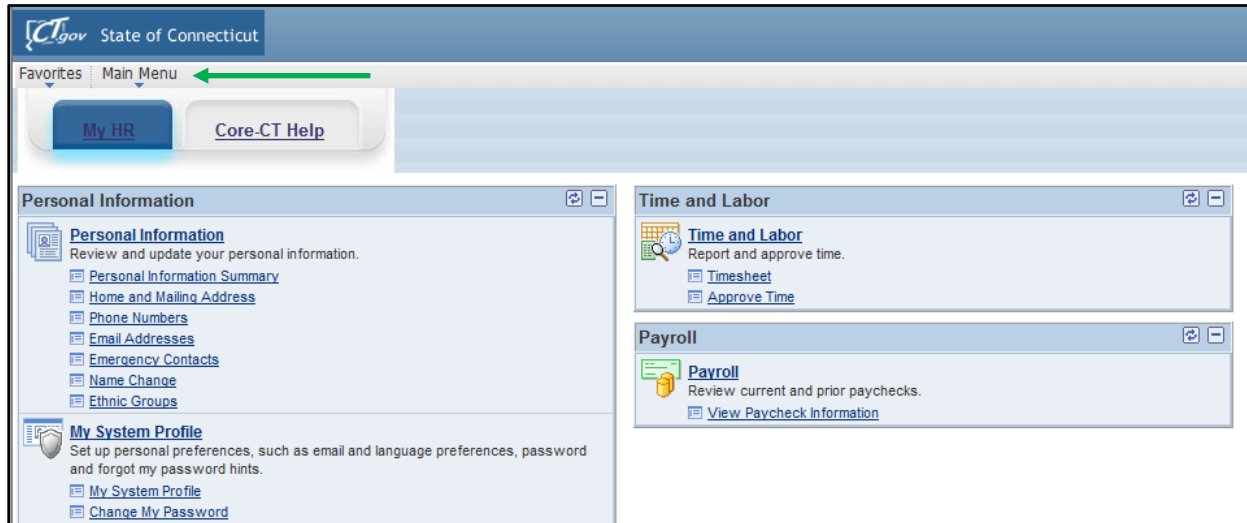 CT.gov State of Connecticut
Favorites Main Menu
My HR Core-CT Help
Personal Information
Personal Information
Review and update your personal information.
Personal Information Summary
Home and Mailing Address
Phone Numbers
Email Addresses
Emergency Contacts
Name Change
Ethnic Groups
My System Profile
Set up personal preferences, such as email and language preferences, password
and forgot my password hints.
My System Profile
Change My Password
Time and Labor
Time and Labor
Report and approve time.
Timesheet
Approve Time
Payroll
Payroll
Review current and prior paychecks.
View Paycheck Information